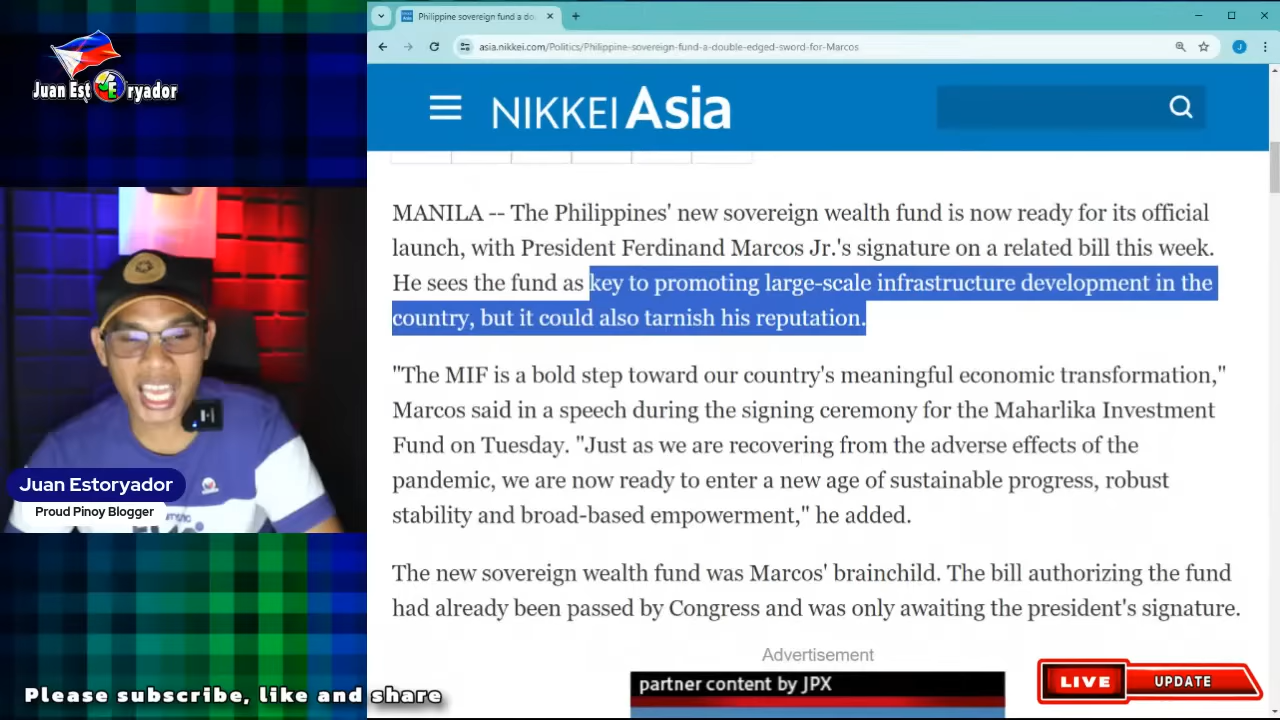 Juan Est E ryador
Juan Estoryador
Proud Pinoy Blogger
Please subscribe, like and share
Philippine sovereign fund a do
asia.nikkei.com/Politics/Philippine-sovereign-fund-a-double-edged-sword-for-Marcos
J
NIKKEI Asia
MANILA -- The Philippines' new sovereign wealth fund is now ready for its official
launch, with President Ferdinand Marcos Jr.'s signature on a related bill this week.
He sees the fund as key to promoting large-scale infrastructure development in the
country, but it could also tarnish his reputation.
"The MIF is a bold step toward our country's meaningful economic transformation,"
Marcos said in a speech during the signing ceremony for the Maharlika Investment
Fund on Tuesday. "Just as we are recovering from the adverse effects of the
pandemic, we are now ready to enter a new age of sustainable progress, robust
stability and broad-based empowerment," he added.
The new sovereign wealth fund was Marcos' brainchild. The bill authorizing the fund
had already been passed by Congress and was only awaiting the president's signature.
Advertisement
partner content by JPX
LIVE UPDATE